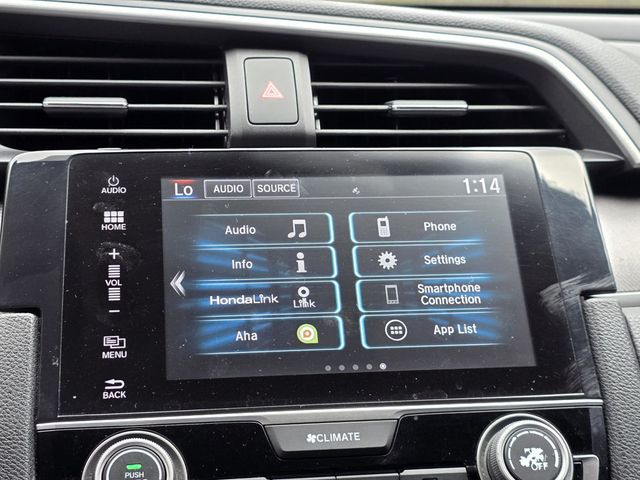 AUDIO
HOME
+
VOL
−
MENU
BACK
Lo AUDIO SOURCE 1:14
Audio Phone
Info Settings
HondaLink Link Smartphone
Connection
Aha App List
CLIMATE
PUSH
OFF